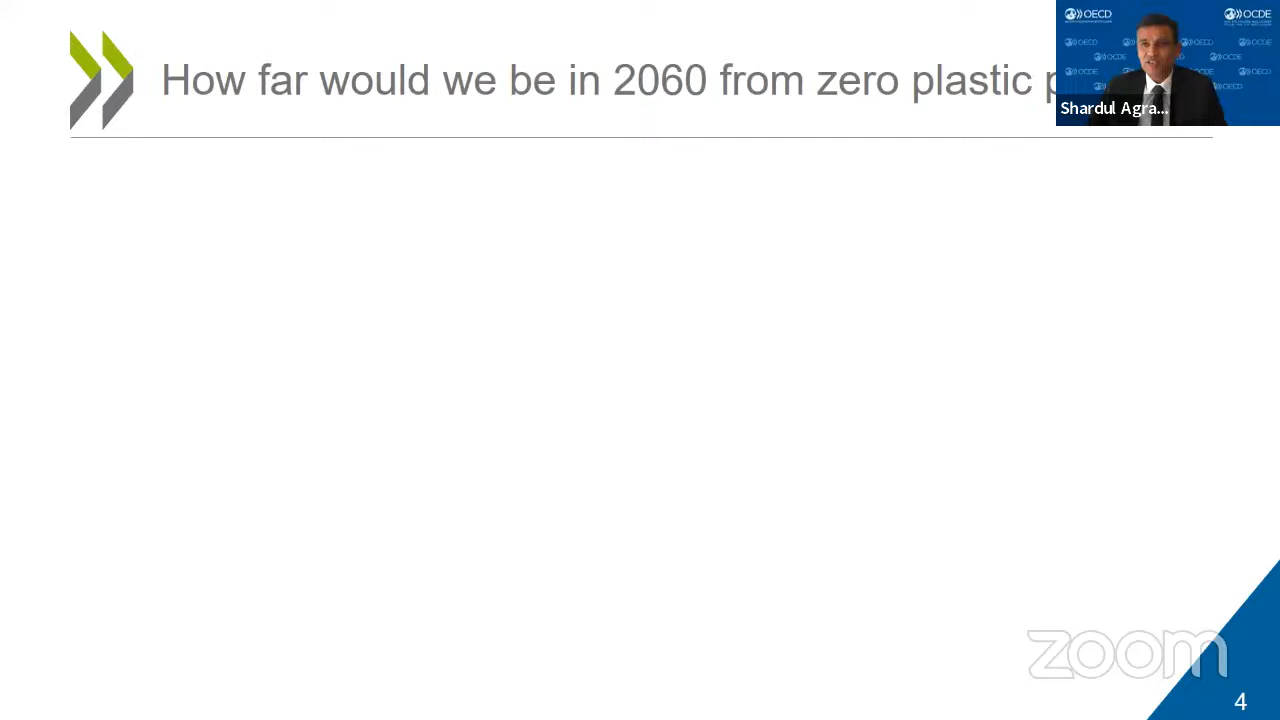 How far would we be in 2060 from zero plastic p
OECD
OCDE
Shardul Agra...
zoom
4